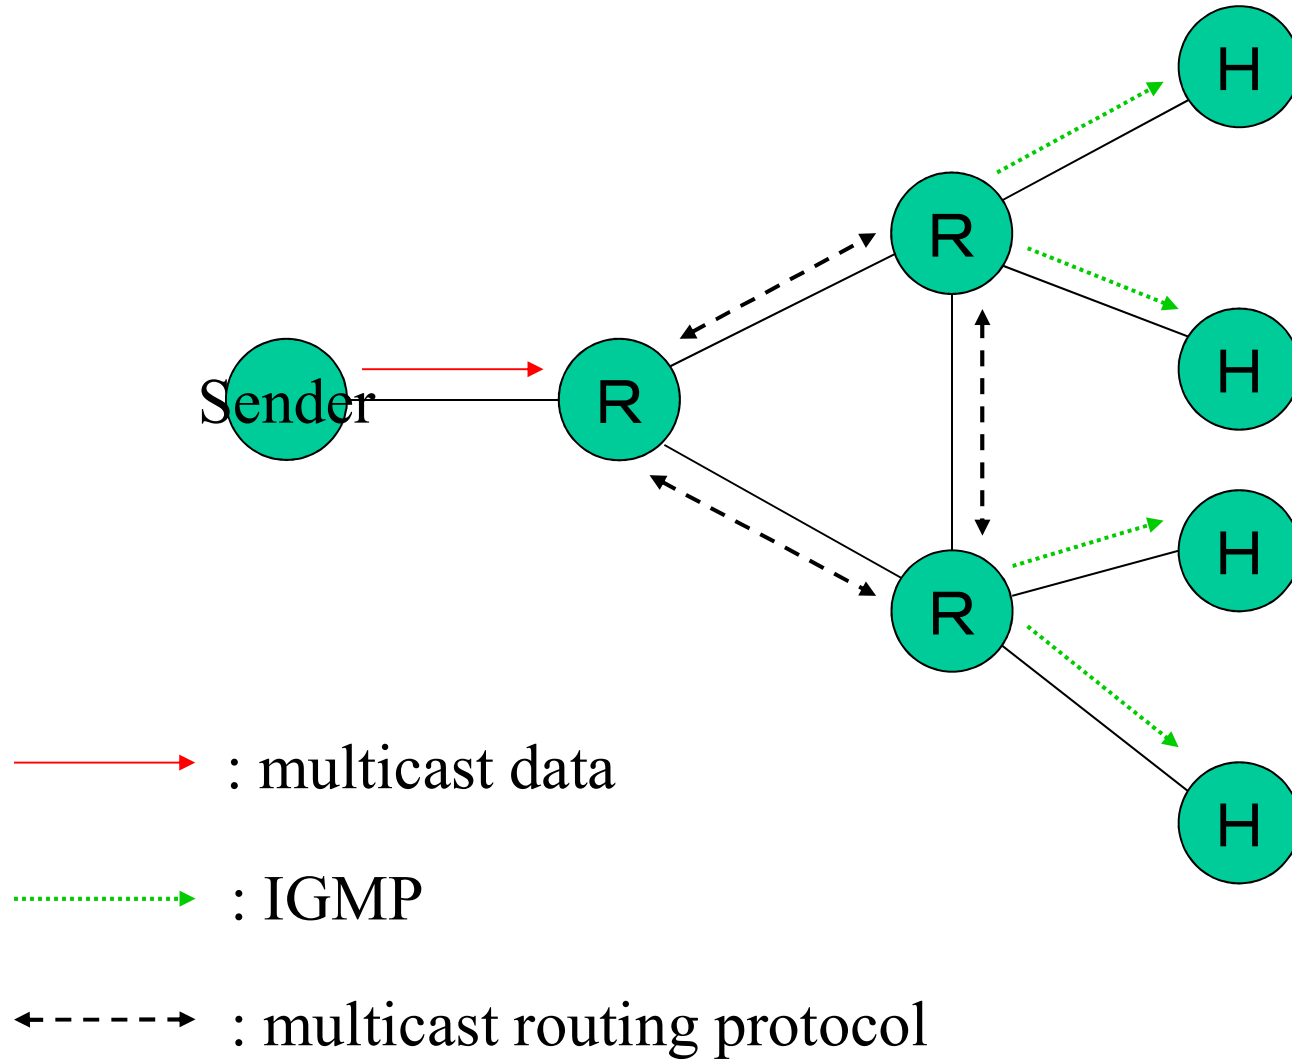 H
R
H
Sender
R
H
R
H
: multicast data
: IGMP
: multicast routing protocol